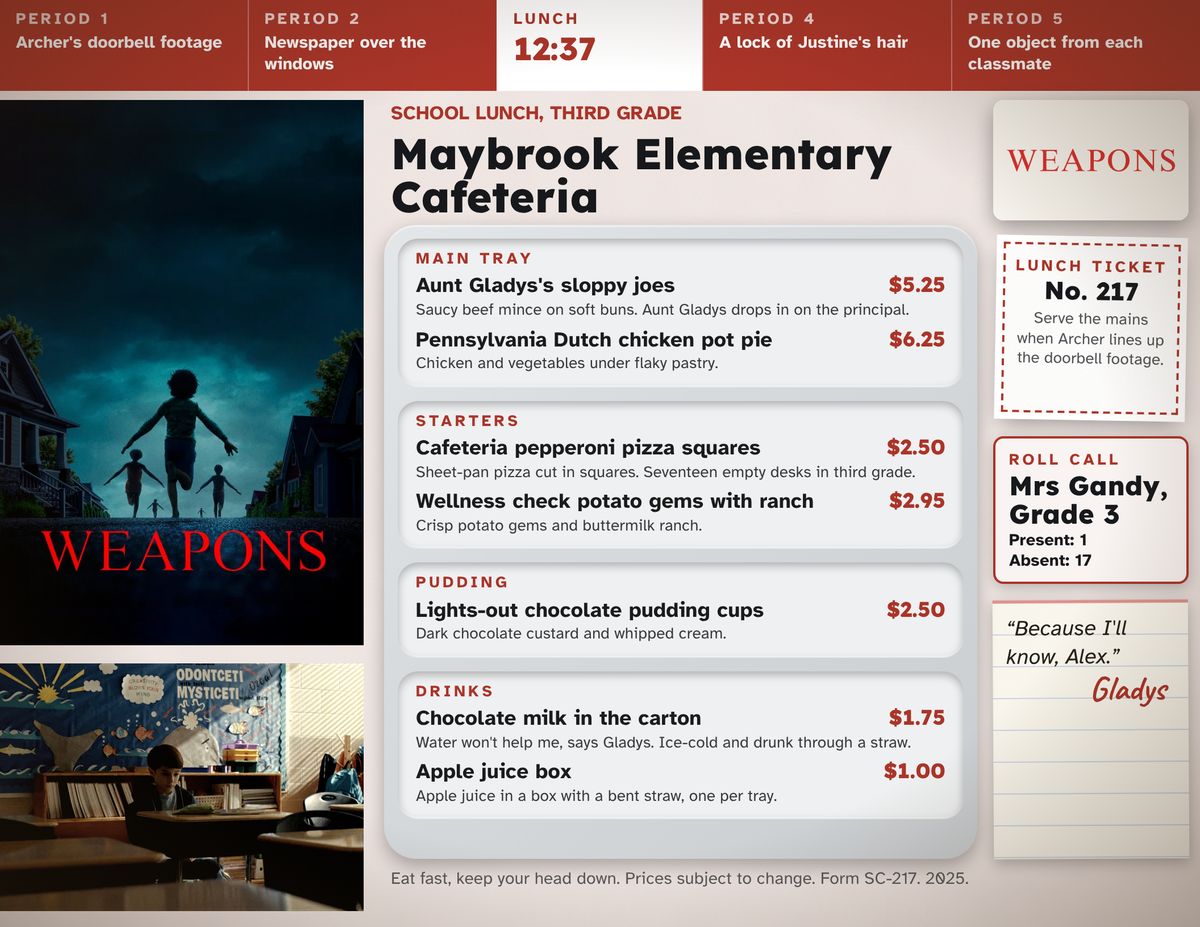 PERIOD 1
Archer's doorbell footage
PERIOD 2
Newspaper over the
windows
LUNCH
12:37
PERIOD 4
A lock of Justine's hair
PERIOD 5
One object from each
classmate
WEAPONS
CREATIVITY
ODONTCETI
MYSTICETI
SCHOOL LUNCH, THIRD GRADE
Maybrook Elementary
Cafeteria
MAIN TRAY
Aunt Gladys's sloppy joes $5.25
Saucy beef mince on soft buns. Aunt Gladys drops in on the principal.
Pennsylvania Dutch chicken pot pie $6.25
Chicken and vegetables under flaky pastry.
STARTERS
Cafeteria pepperoni pizza squares $2.50
Sheet-pan pizza cut in squares. Seventeen empty desks in third grade.
Wellness check potato gems with ranch $2.95
Crisp potato gems and buttermilk ranch.
PUDDING
Lights-out chocolate pudding cups $2.50
Dark chocolate custard and whipped cream.
DRINKS
Chocolate milk in the carton $1.75
Water won't help me, says Gladys. Ice-cold and drunk through a straw.
Apple juice box $1.00
Apple juice in a box with a bent straw, one per tray.
Eat fast, keep your head down. Prices subject to change. Form SC-217. 2025.
WEAPONS
LUNCH TICKET
No. 217
Serve the mains
when Archer lines up
the doorbell footage.
ROLL CALL
Mrs Gandy,
Grade 3
Present: 1
Absent: 17
“Because I'll
know, Alex.”
Gladys